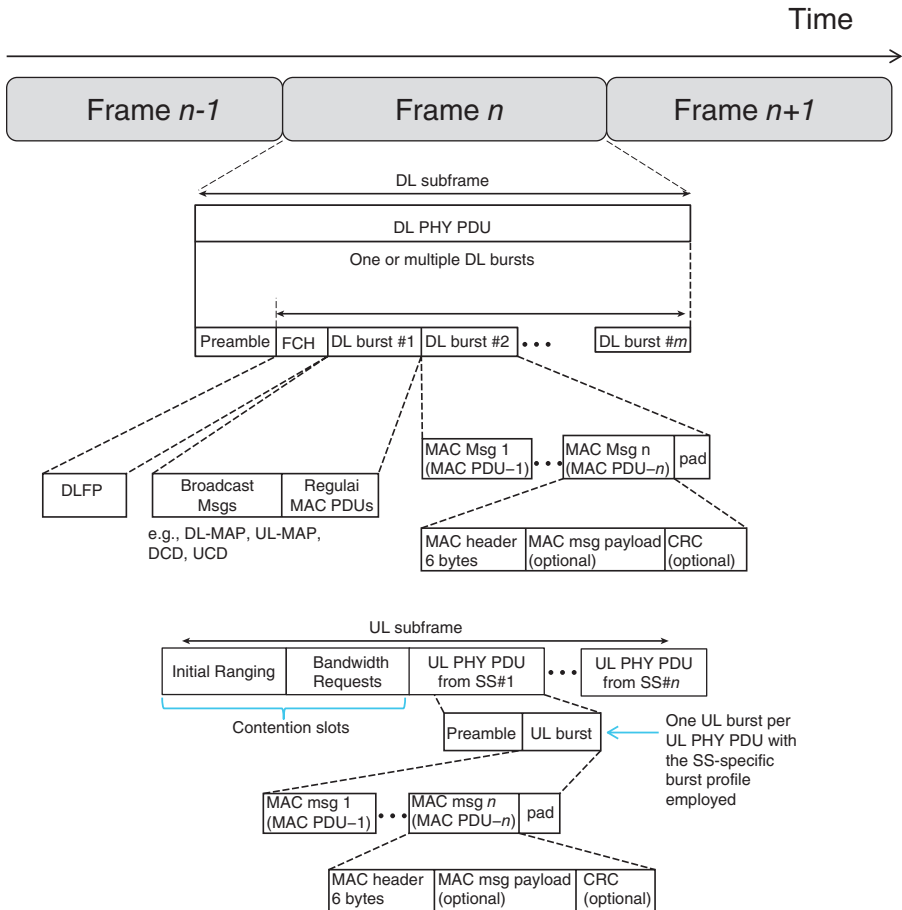 Time
Frame n-1
Frame n
Frame n+1
DL subframe
DL PHY PDU
One or multiple DL bursts
Preamble
FCH
DL burst #1
DL burst #2
•••
DL burst #m
MAC Msg 1
(MAC PDU–1)
•••
MAC Msg n
(MAC PDU–n)
pad
DLFP
Broadcast
Msgs
Regulai
MAC PDUs
e.g., DL-MAP, UL-MAP,
DCD, UCD
MAC header
6 bytes
MAC msg payload
(optional)
CRC
(optional)
UL subframe
Initial Ranging
Bandwidth
Requests
UL PHY PDU
from SS#1
•••
UL PHY PDU
from SS#n
Contention slots
Preamble
UL burst
One UL burst per
UL PHY PDU with
the SS-specific
burst profile
employed
MAC msg 1
(MAC PDU–1)
•••
MAC msg n
(MAC PDU–n)
pad
MAC header
6 bytes
MAC msg payload
(optional)
CRC
(optional)